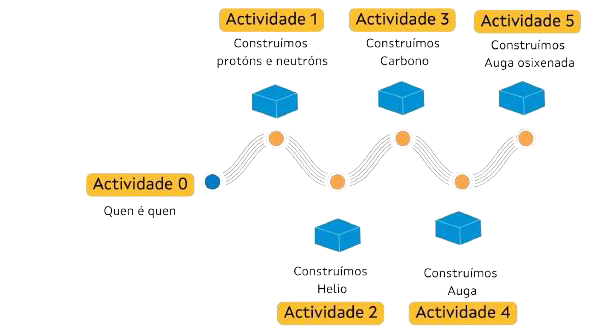 Actividade 0
Quen é quen
Actividade 1
Construímos
protóns e neutróns
Construímos
Helio
Actividade 2
Actividade 3
Construímos
Carbono
Construímos
Auga
Actividade 4
Actividade 5
Construímos
Auga osixenada